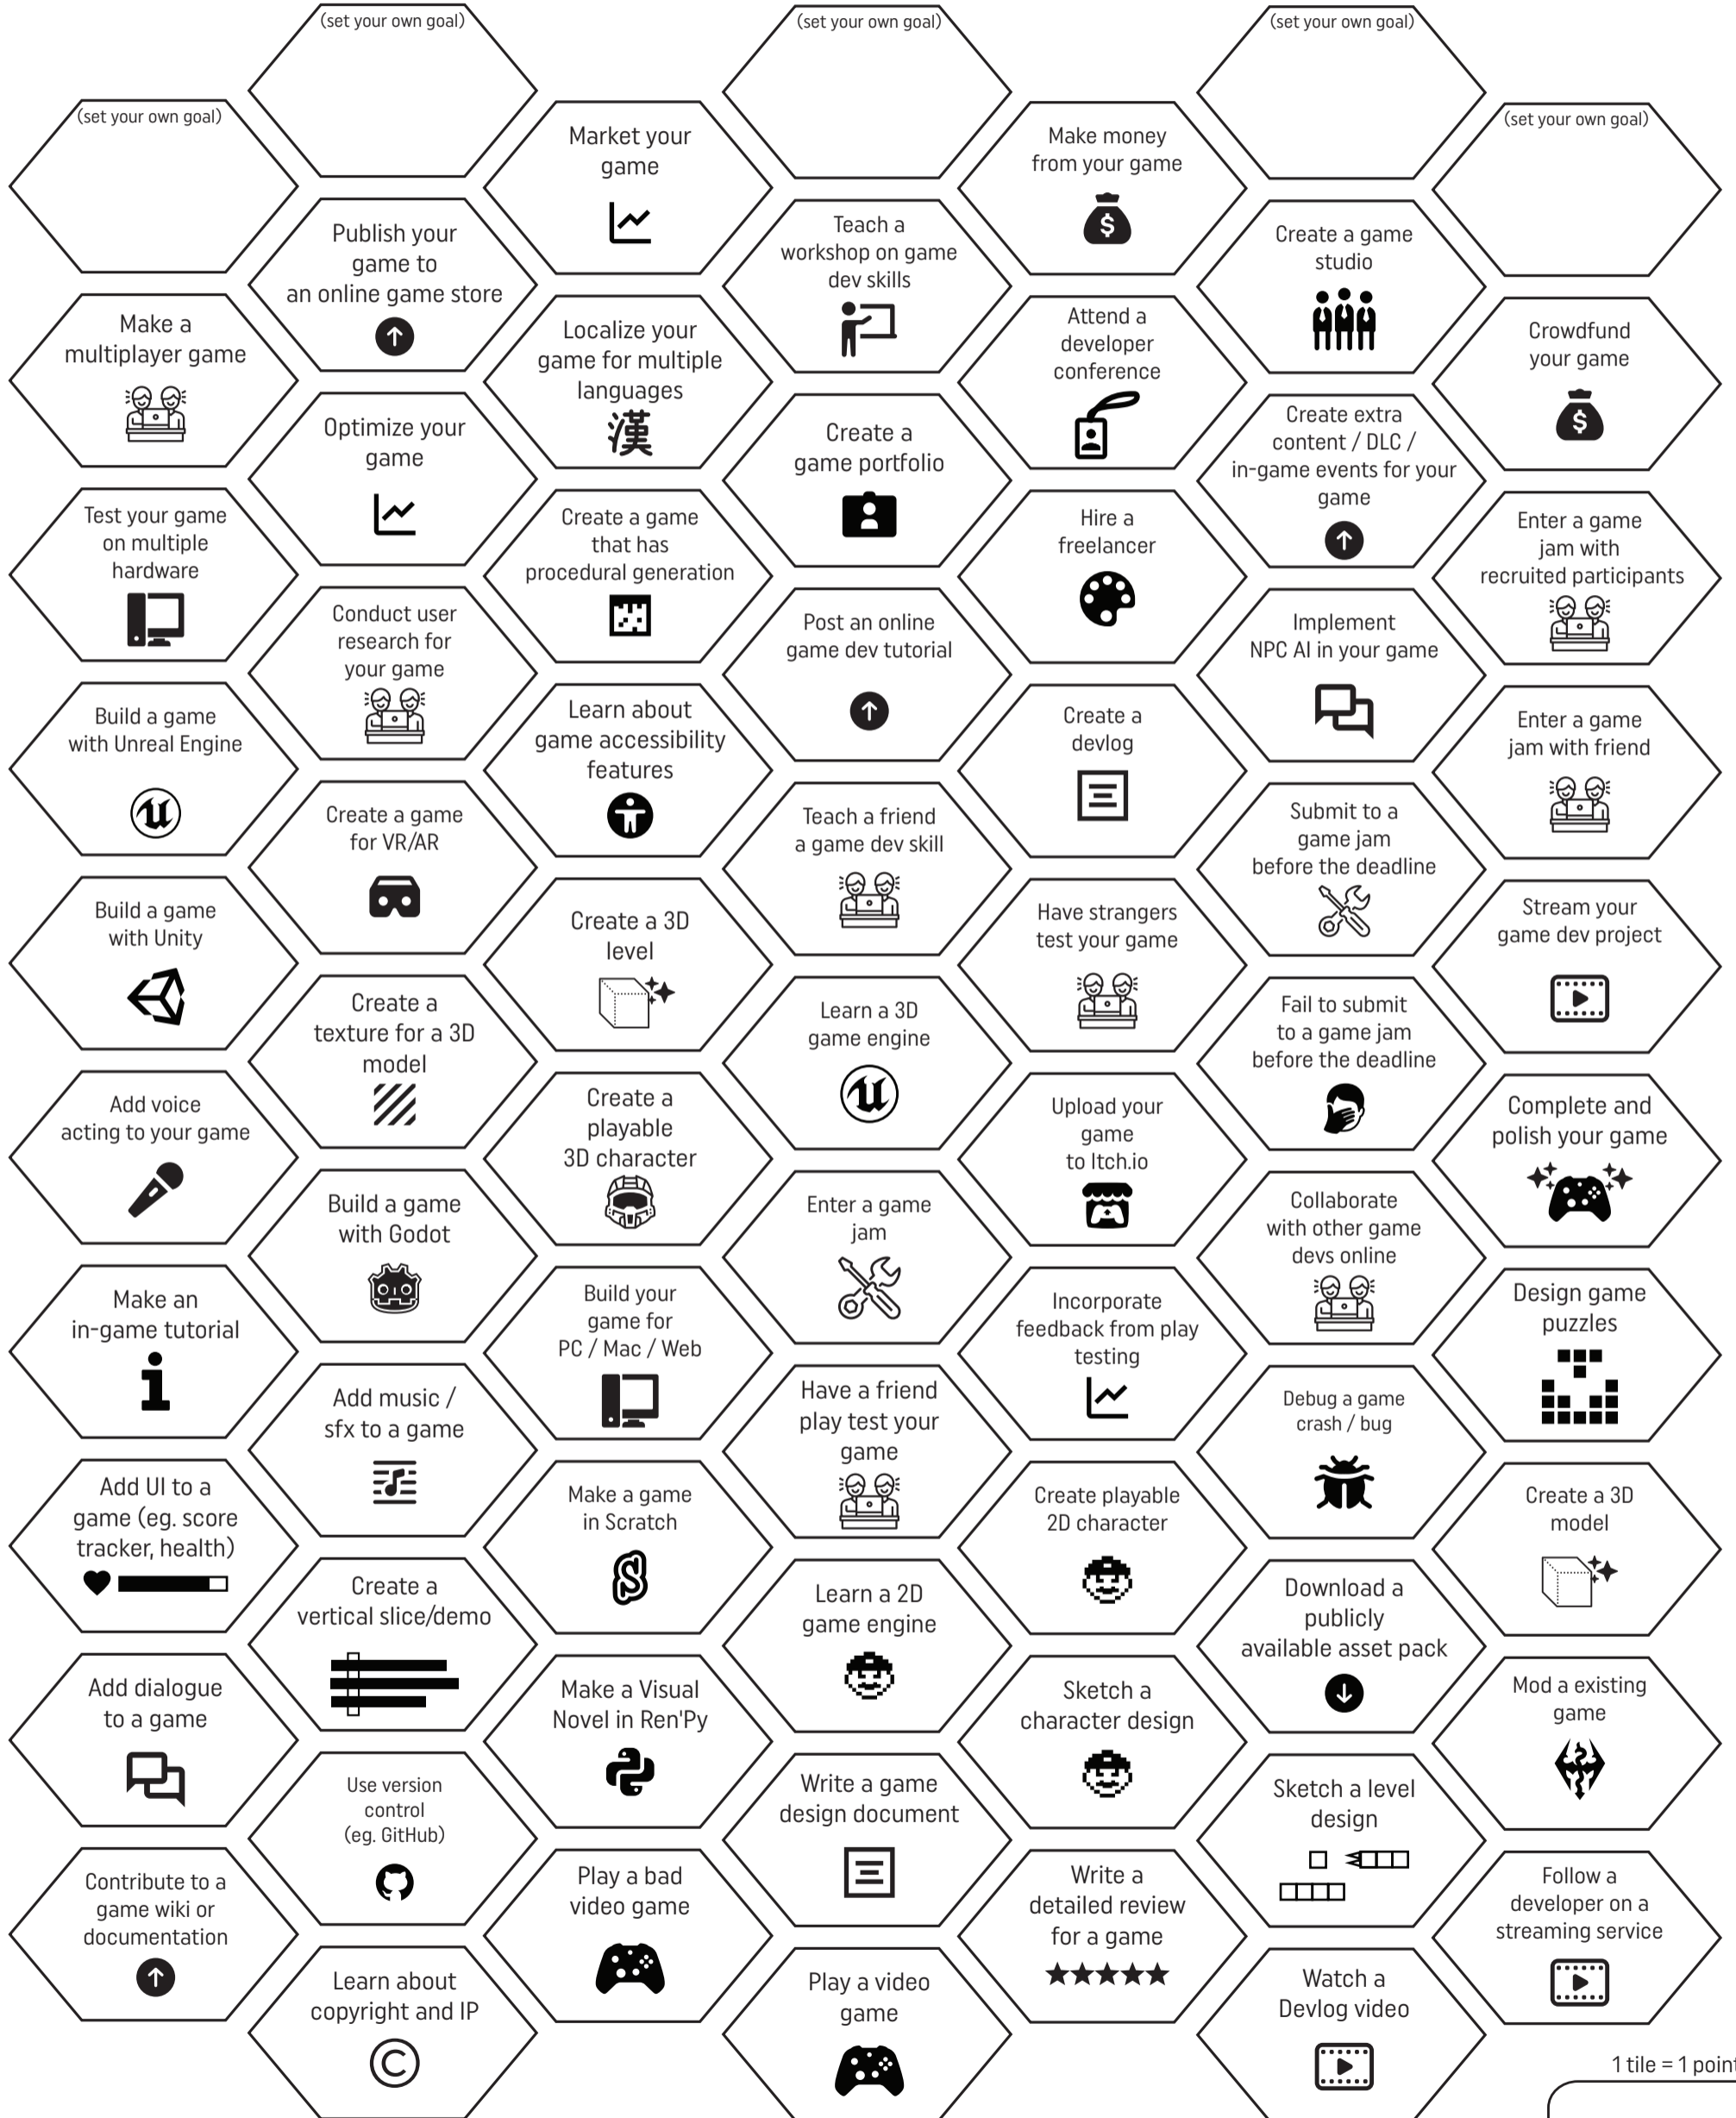 (set your own goal)
(set your own goal)
(set your own goal)
(set your own goal)
(set your own goal)
Market your
game
Make money
from your game
Publish your
game to
an online game store
Teach a
workshop on game
dev skills
Create a game
studio
Make a
multiplayer game
Localize your
game for multiple
languages
漢
Attend a
developer
conference
Crowdfund
your game
Optimize your
game
Create a
game portfolio
Create extra
content / DLC /
in-game events for your
game
Test your game
on multiple
hardware
Create a game
that has
procedural generation
Hire a
freelancer
Enter a game
jam with
recruited participants
Conduct user
research for
your game
Post an online
game dev tutorial
Implement
NPC AI in your game
Build a game
with Unreal Engine
Learn about
game accessibility
features
Create a
devlog
Enter a game
jam with friend
Create a game
for VR/AR
Teach a friend
a game dev skill
Submit to a
game jam
before the deadline
Build a game
with Unity
Create a 3D
level
Have strangers
test your game
Stream your
game dev project
Create a
texture for a 3D
model
Learn a 3D
game engine
Fail to submit
to a game jam
before the deadline
Add voice
acting to your game
Create a
playable
3D character
Upload your
game
to Itch.io
Complete and
polish your game
Build a game
with Godot
Enter a game
jam
Collaborate
with other game
devs online
Make an
in-game tutorial
Build your
game for
PC / Mac / Web
Incorporate
feedback from play
testing
Design game
puzzles
Add music /
sfx to a game
Have a friend
play test your
game
Debug a game
crash / bug
Add UI to a
game (eg. score
tracker, health)
Make a game
in Scratch
Create playable
2D character
Create a 3D
model
Create a
vertical slice/demo
Learn a 2D
game engine
Download a
publicly
available asset pack
Add dialogue
to a game
Make a Visual
Novel in Ren'Py
Sketch a
character design
Mod a existing
game
Use version
control
(eg. GitHub)
Write a game
design document
Sketch a level
design
Contribute to a
game wiki or
documentation
Play a bad
video game
Write a
detailed review
for a game
Follow a
developer on a
streaming service
Learn about
copyright and IP
Play a video
game
Watch a
Devlog video
1 tile = 1 point